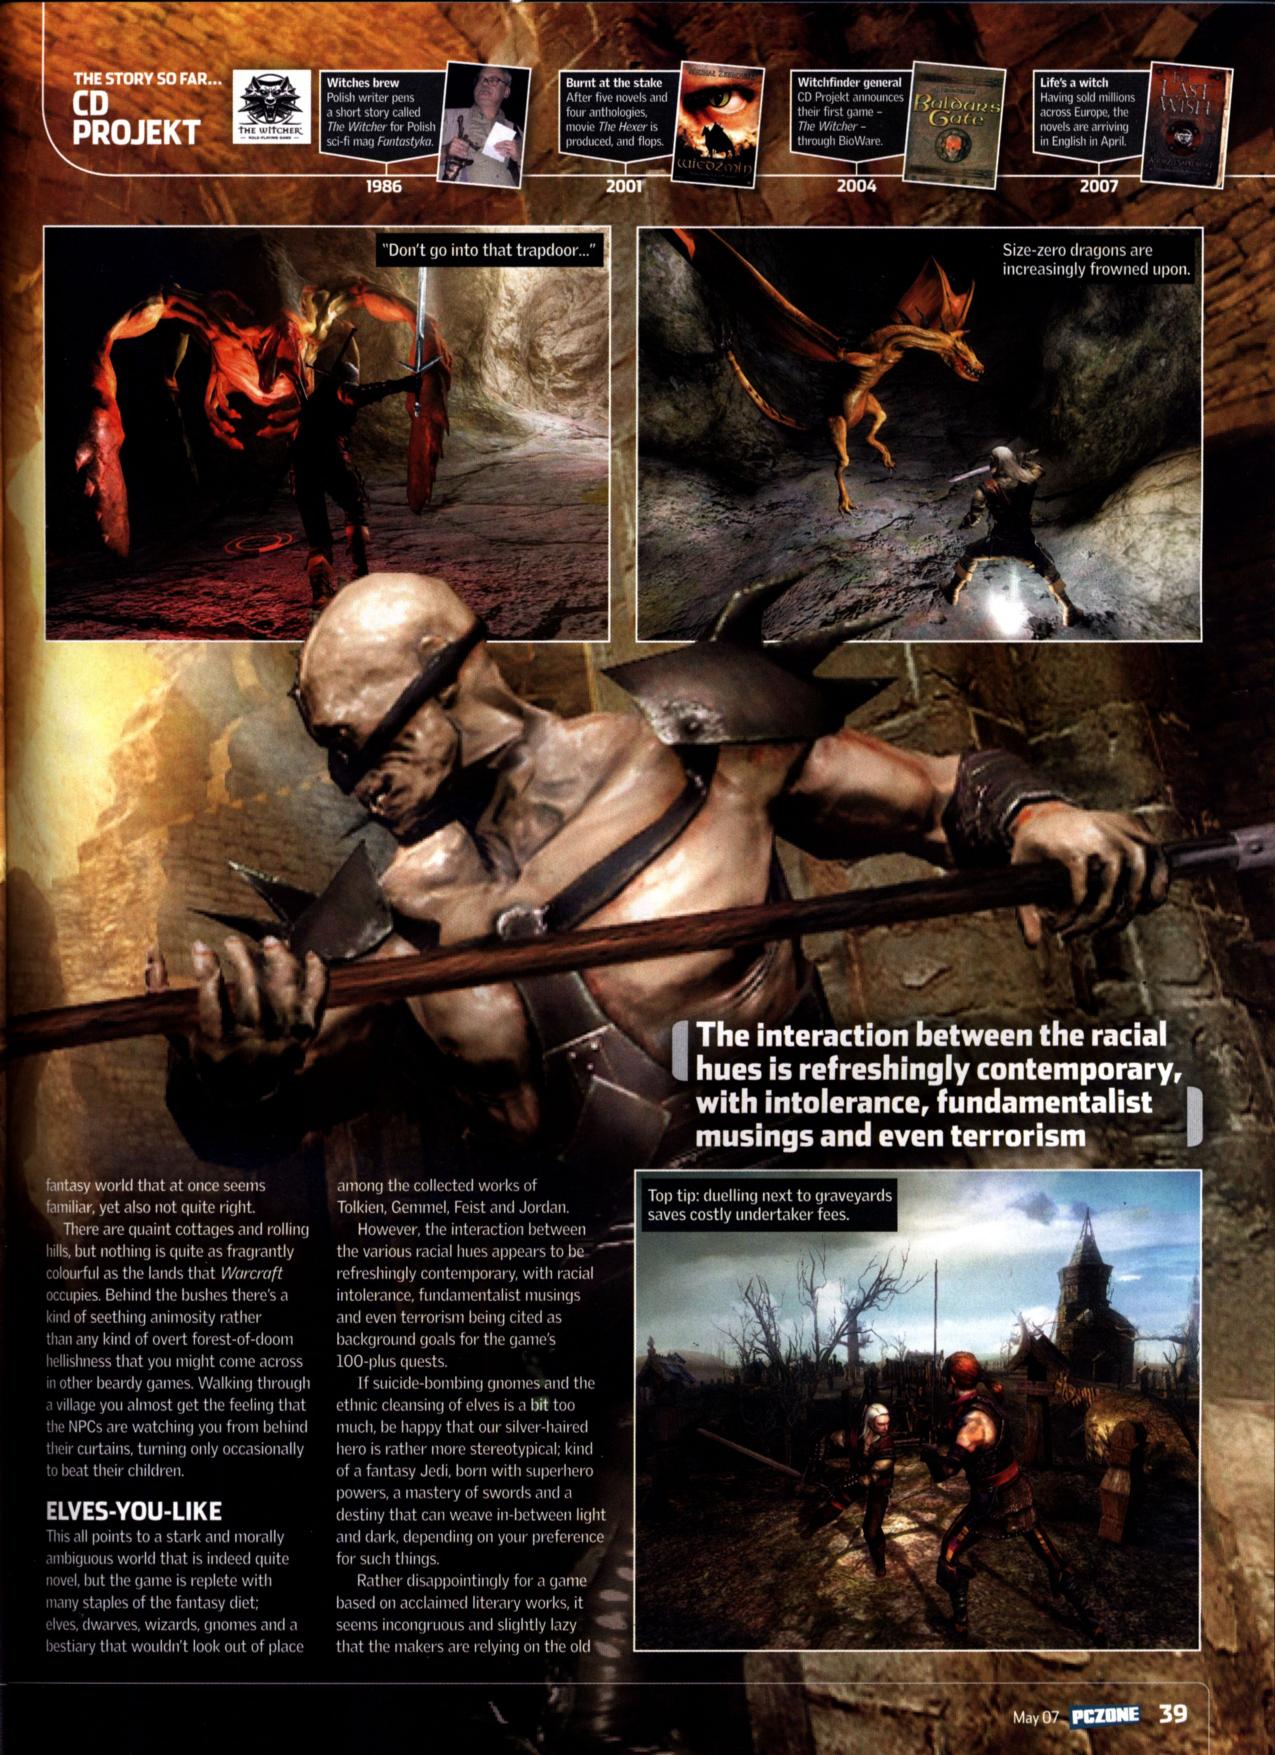 THE STORY SO FAR...
CD
PROJEKT
THE WITCHER
ROLE-PLAYING GAME
Witches brew
Polish writer pens
a short story called
The Witcher for Polish
sci-fi mag Fantastyka.
1986
Burnt at the stake
After five novels and
four anthologies,
movie The Hexer is
produced, and flops.
2001
WIEDŹMIN
Witchfinder general
CD Projekt announces
their first game –
The Witcher –
through BioWare.
2004
Baldur's
Gate
Life's a witch
Having sold millions
across Europe, the
novels are arriving
in English in April.
2007
THE
LAST
WISH
“Don't go into that trapdoor...”
Size-zero dragons are
increasingly frowned upon.
The interaction between the racial
hues is refreshingly contemporary,
with intolerance, fundamentalist
musings and even terrorism
fantasy world that at once seems
familiar, yet also not quite right.
There are quaint cottages and rolling
hills, but nothing is quite as fragrantly
colourful as the lands that Warcraft
occupies. Behind the bushes there's a
kind of seething animosity rather
than any kind of overt forest-of-doom
hellishness that you might come across
in other beardy games. Walking through
a village you almost get the feeling that
the NPCs are watching you from behind
their curtains, turning only occasionally
to beat their children.
ELVES-YOU-LIKE
This all points to a stark and morally
ambiguous world that is indeed quite
novel, but the game is replete with
many staples of the fantasy diet;
elves, dwarves, wizards, gnomes and a
bestiary that wouldn't look out of place
among the collected works of
Tolkien, Gemmel, Feist and Jordan.
However, the interaction between
the various racial hues appears to be
refreshingly contemporary, with racial
intolerance, fundamentalist musings
and even terrorism being cited as
background goals for the game's
100-plus quests.
If suicide-bombing gnomes and the
ethnic cleansing of elves is a bit too
much, be happy that our silver-haired
hero is rather more stereotypical; kind
of a fantasy Jedi, born with superhero
powers, a mastery of swords and a
destiny that can weave in-between light
and dark, depending on your preference
for such things.
Rather disappointingly for a game
based on acclaimed literary works, it
seems incongruous and slightly lazy
that the makers are relying on the old
Top tip: duelling next to graveyards
saves costly undertaker fees.
May 07 PCZONE 39